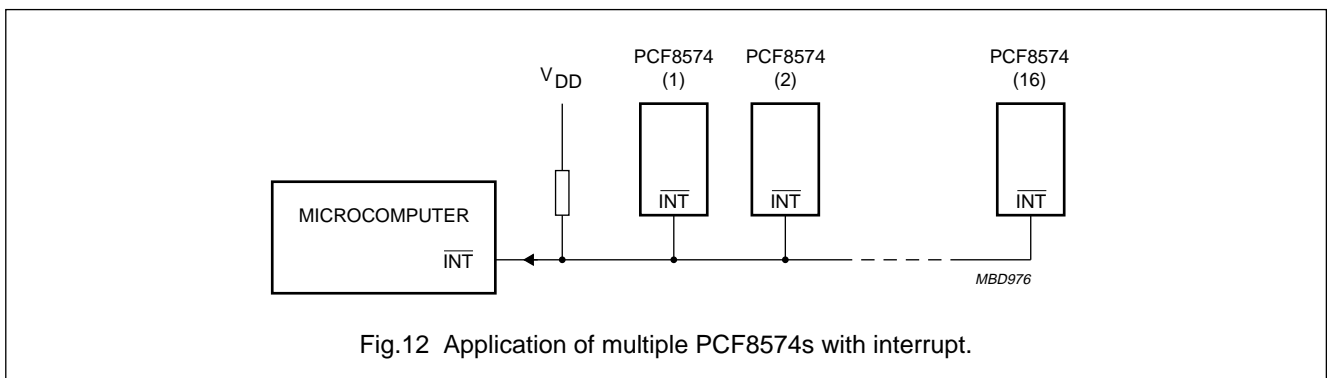 PCF8574 PCF8574 PCF8574
(1) (2) (16)
VDD
INT INT INT
MICROCOMPUTER
INT
MBD976
Fig.12 Application of multiple PCF8574s with interrupt.